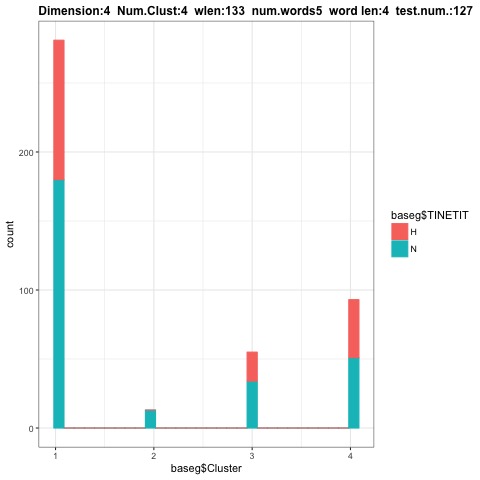 Dimension:4  Num.Clust:4  wlen:133  num.words5  word len:4  test.num.:127
200
100
0
count
1 2 3 4
baseg$Cluster
baseg$TINETIT
H
N